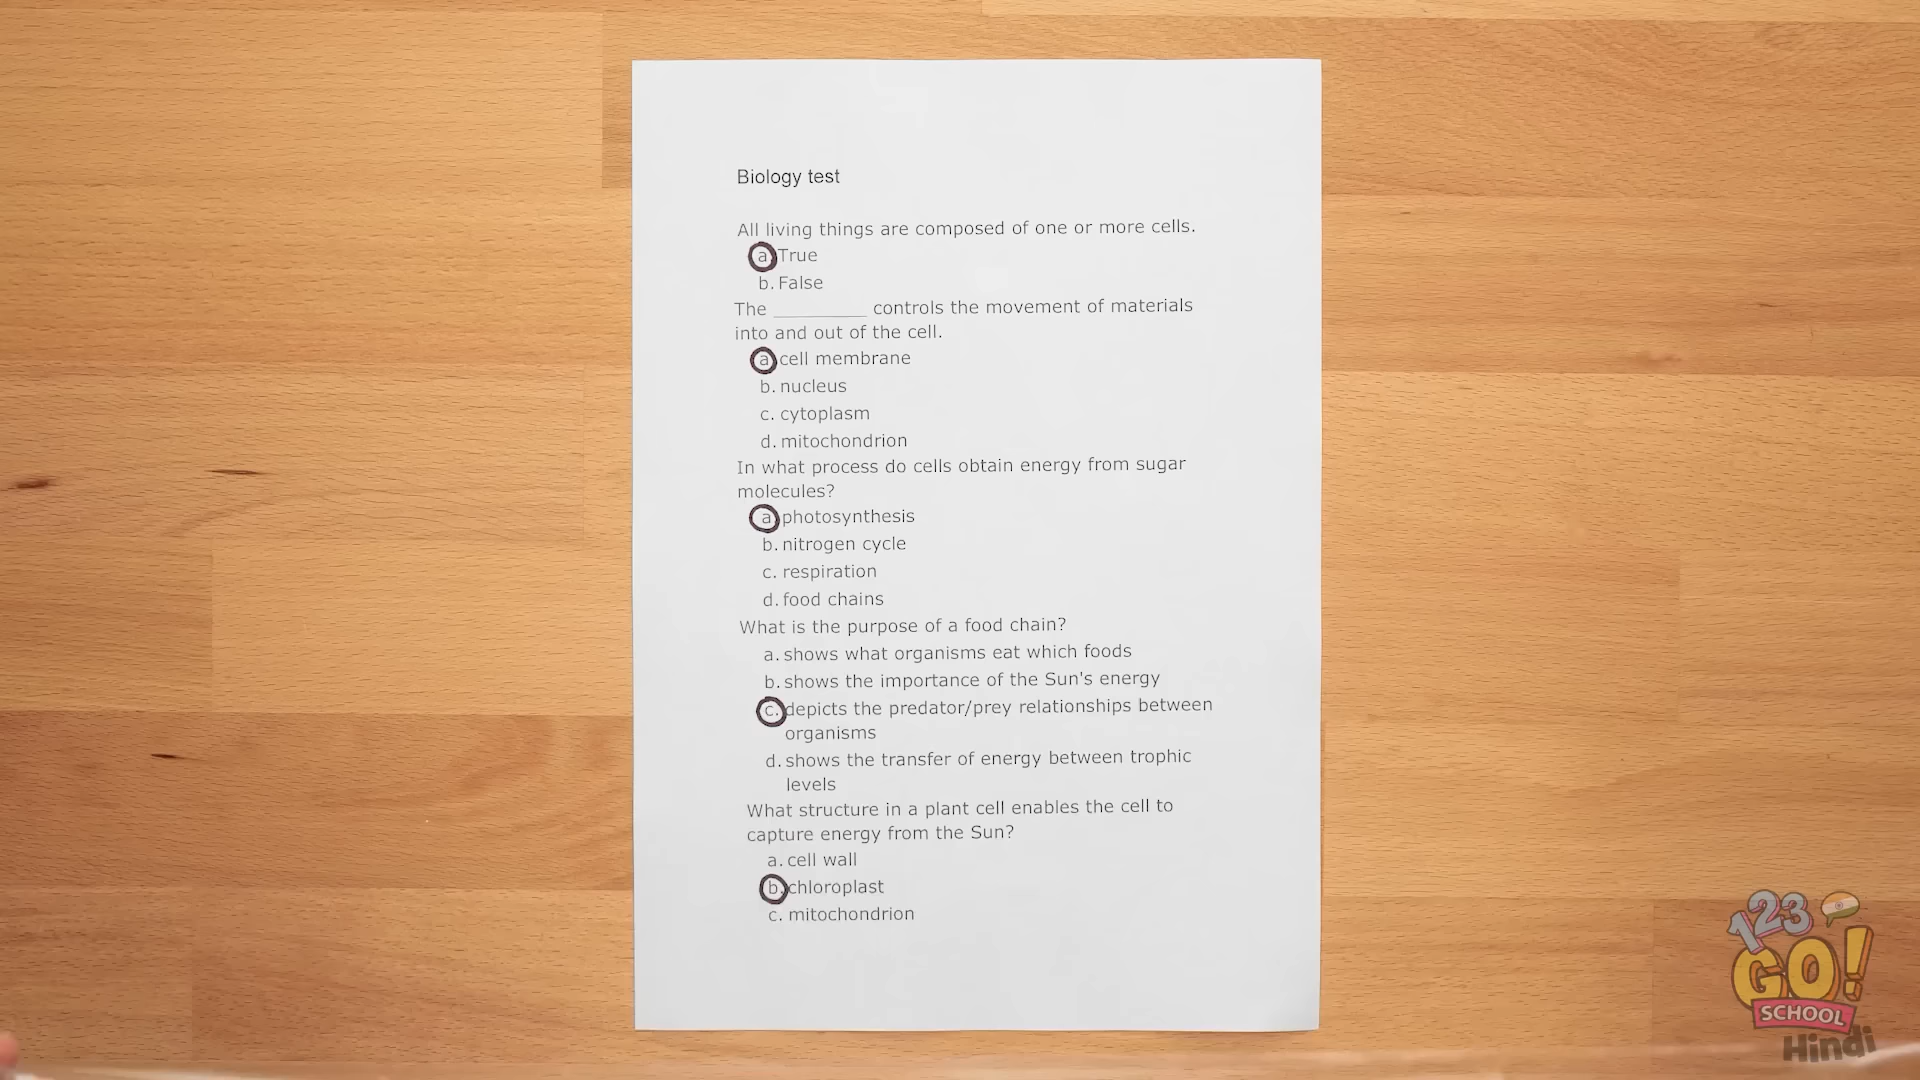 Biology test
All living things are composed of one or more cells.
a. True
b. False
The __________ controls the movement of materials
into and out of the cell.
a. cell membrane
b. nucleus
c. cytoplasm
d. mitochondrion
In what process do cells obtain energy from sugar
molecules?
a. photosynthesis
b. nitrogen cycle
c. respiration
d. food chains
What is the purpose of a food chain?
a. shows what organisms eat which foods
b. shows the importance of the Sun's energy
c. depicts the predator/prey relationships between
organisms
d. shows the transfer of energy between trophic
levels
What structure in a plant cell enables the cell to
capture energy from the Sun?
a. cell wall
b. chloroplast
c. mitochondrion
123
GO!
SCHOOL
Hindi